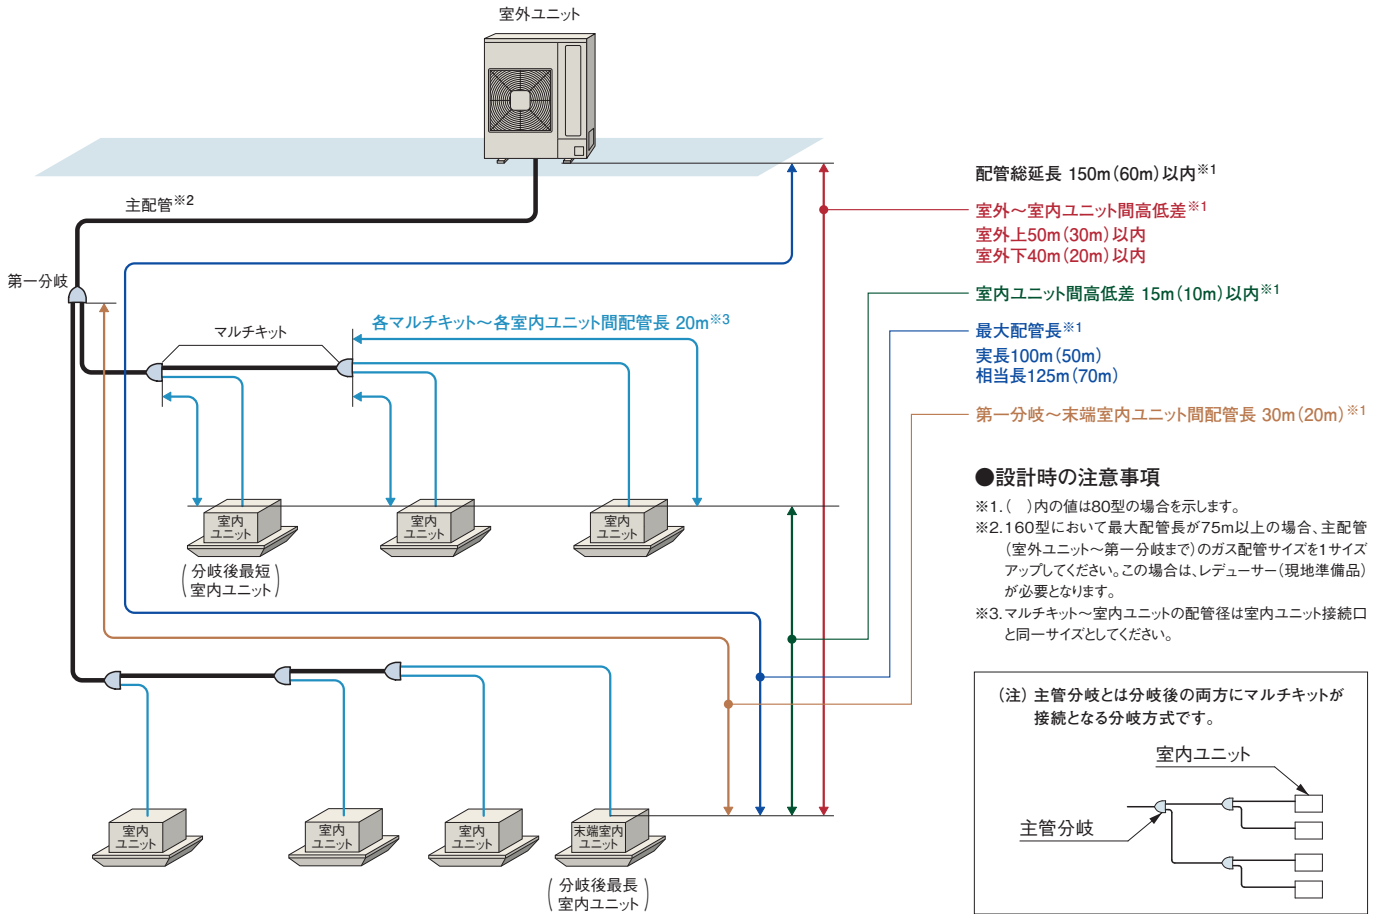 室外ユニット
主配管※2
第一分岐
マルチキット
各マルチキット～各室内ユニット間配管長 20m※3
室内
ユニット
室内
ユニット
室内
ユニット
(分岐後最短
室内ユニット)
室内
ユニット
室内
ユニット
室内
ユニット
末端室内
ユニット
(分岐後最長
室内ユニット)
配管総延長 150m(60m)以内※1
室外～室内ユニット間高低差※1
室外上50m(30m)以内
室外下40m(20m)以内
室内ユニット間高低差 15m(10m)以内※1
最大配管長※1
実長100m(50m)
相当長125m(70m)
第一分岐～末端室内ユニット間配管長 30m(20m)※1
●設計時の注意事項
※1.(　)内の値は80型の場合を示します。
※2.160型において最大配管長が75m以上の場合、主配管
(室外ユニット～第一分岐まで)のガス配管サイズを1サイズ
アップしてください。この場合は、レデューサー(現地準備品)
が必要となります。
※3.マルチキット～室内ユニットの配管径は室内ユニット接続口
と同一サイズとしてください。
(注) 主管分岐とは分岐後の両方にマルチキットが
接続となる分岐方式です。
室内ユニット
主管分岐